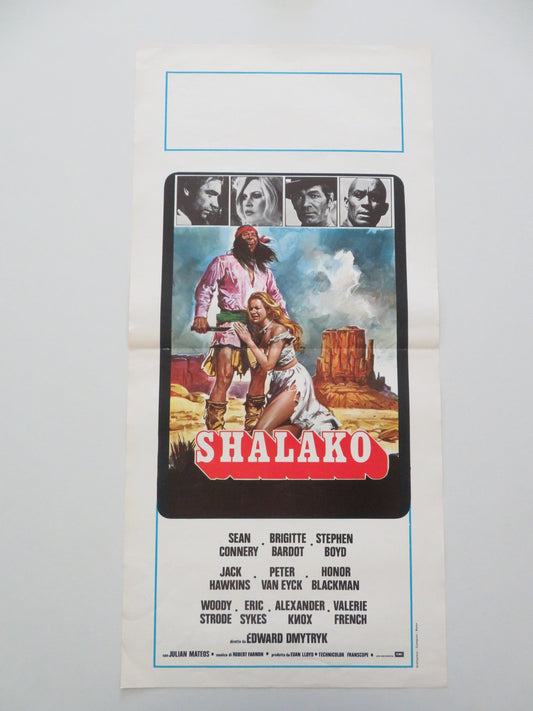 SHALAKO
SEAN CONNERY • BRIGITTE BARDOT • STEPHEN BOYD
JACK HAWKINS • PETER VAN EYCK • HONOR BLACKMAN
WOODY STRODE • ERIC SYKES • ALEXANDER KNOX • VALERIE FRENCH
diretto da EDWARD DMYTRYK
con JULIAN MATEOS • musica di ROBERT FARNON • prodotto da EUAN LLOYD • TECHNICOLOR FRANSCOPE •
EMI